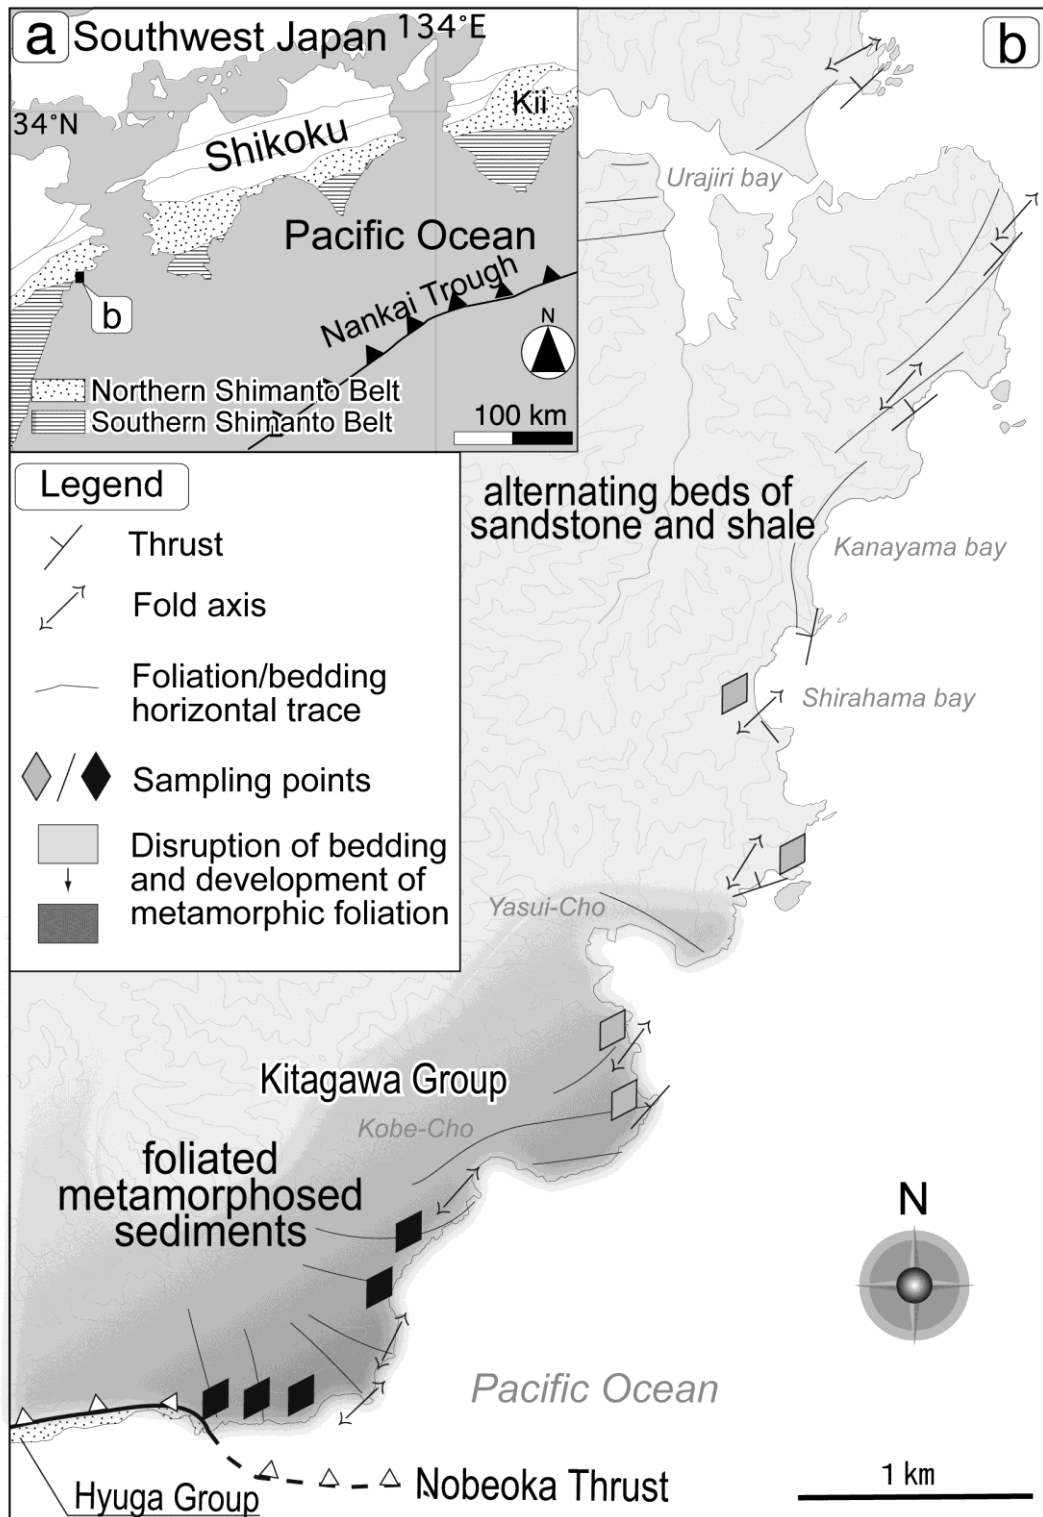 a Southwest Japan 134°E
34°N
Shikoku
Kii
Pacific Ocean
Nankai Trough
b
N
Northern Shimanto Belt
Southern Shimanto Belt
100 km
b
Urajiri bay
Legend
Thrust
Fold axis
Foliation/bedding
horizontal trace
Sampling points
Disruption of bedding
and development of
metamorphic foliation
alternating beds of
sandstone and shale
Kanayama bay
Shirahama bay
Yasui-Cho
Kitagawa Group
Kobe-Cho
foliated
metamorphosed
sediments
N
Pacific Ocean
Nobeoka Thrust
Hyuga Group
1 km